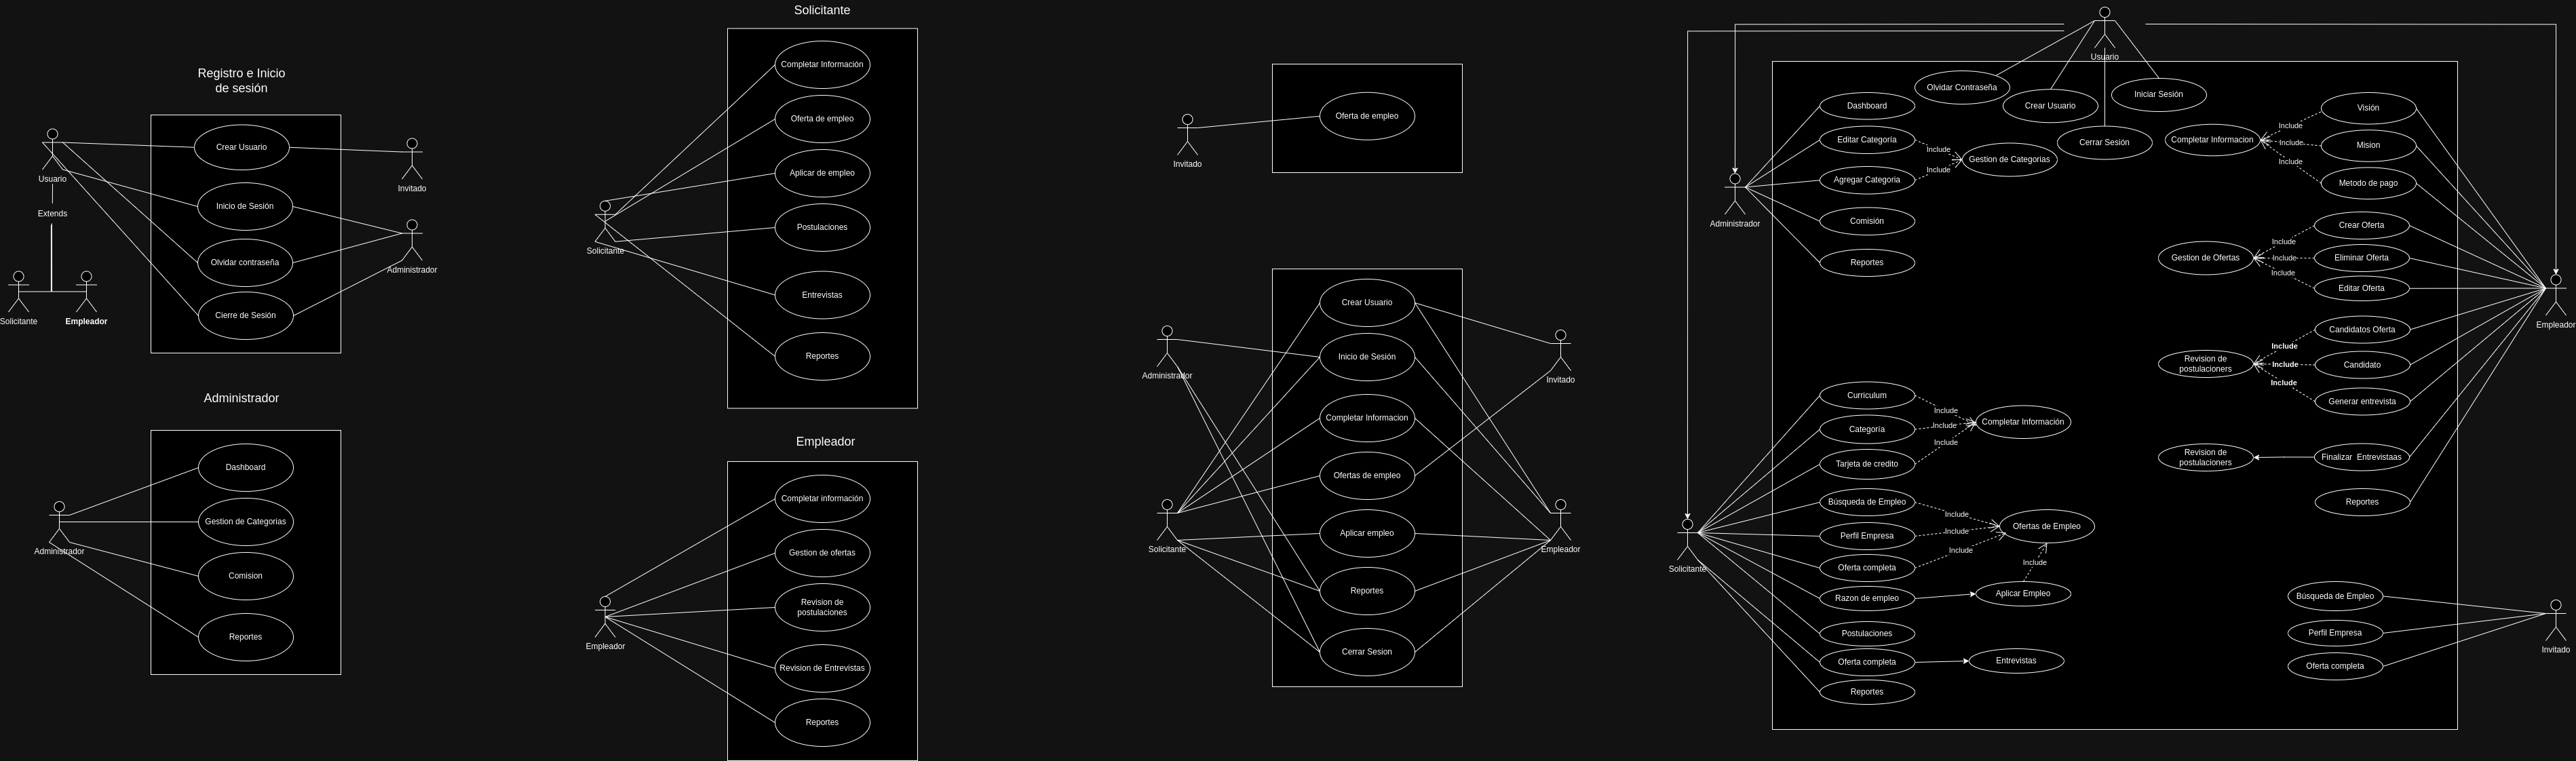 Registro e Inicio
de sesión
Crear Usuario
Inicio de Sesión
Olvidar contraseña
Cierre de Sesión
Usuario
Extends
Solicitante
Empleador
Invitado
Administrador
Administrador
Dashboard
Gestion de Categorias
Comision
Reportes
Administrador
Solicitante
Completar Información
Oferta de empleo
Aplicar de empleo
Postulaciones
Entrevistas
Reportes
Solicitante
Empleador
Completar información
Gestion de ofertas
Revision de
postulaciones
Revision de Entrevistas
Reportes
Empleador
Oferta de empleo
Invitado
Crear Usuario
Inicio de Sesión
Completar Informacion
Ofertas de empleo
Aplicar empleo
Reportes
Cerrar Sesion
Administrador
Solicitante
Invitado
Empleador
Usuario
Olvidar Contraseña
Crear Usuario
Iniciar Sesión
Cerrar Sesión
Administrador
Dashboard
Editar Categoría
Agregar Categoria
Comisión
Reportes
Include
Include
Gestion de Categorias
Completar Informacion
Include
Include
Include
Visión
Mision
Metodo de pago
Gestion de Ofertas
Include
Include
Include
Crear Oferta
Eliminar Oferta
Editar Oferta
Empleador
Revision de
postulacioners
Include
Include
Include
Candidatos Oferta
Candidato
Generar entrevista
Revision de
postulacioners
Finalizar Entrevistaas
Reportes
Solicitante
Curriculum
Categoría
Tarjeta de credito
Include
Include
Include
Completar Información
Búsqueda de Empleo
Perfil Empresa
Oferta completa
Include
Include
Include
Ofertas de Empleo
Include
Razon de empleo
Aplicar Empleo
Postulaciones
Oferta completa
Entrevistas
Reportes
Búsqueda de Empleo
Perfil Empresa
Oferta completa
Invitado